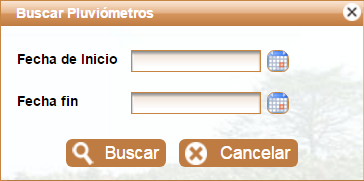 Buscar Pluviómetros
Fecha de Inicio
Fecha fin
Buscar Cancelar